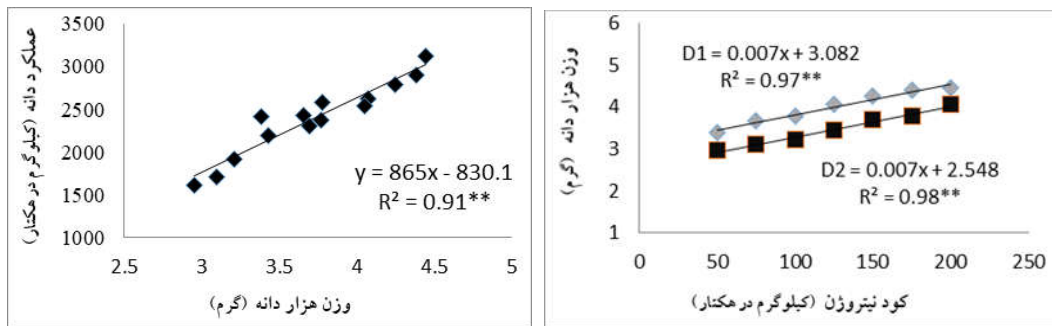 عملکرد دانه (کیلوگرم در هکتار)
3500
3000
2500
2000
1500
1000
y = 865x - 830.1
R² = 0.91**
2.5 3 3.5 4 4.5 5
وزن هزار دانه (گرم)
وزن هزار دانه (گرم)
6
5
4
3
2
1
D1 = 0.007x + 3.082
R² = 0.97**
D2 = 0.007x + 2.548
R² = 0.98**
0 50 100 150 200 250
کود نیتروژن (کیلوگرم در هکتار)